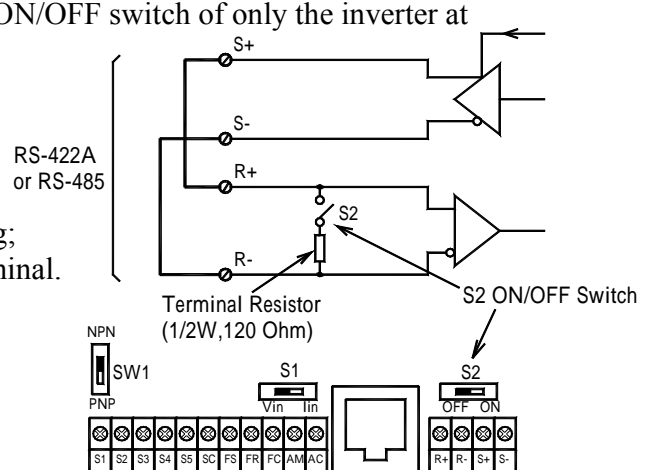 ON/OFF switch of only the inverter at
S+
S-
RS-422A
or RS-485
R+
S2
g;
R-
minal.
Terminal Resistor
(1/2W,120 Ohm)
S2 ON/OFF Switch
NPN
SW1
PNP
S1
Vin Iin
S2
OFF ON
S1 S2 S3 S4 S5 SC FS FR FC AM AC
R+ R- S+ S-